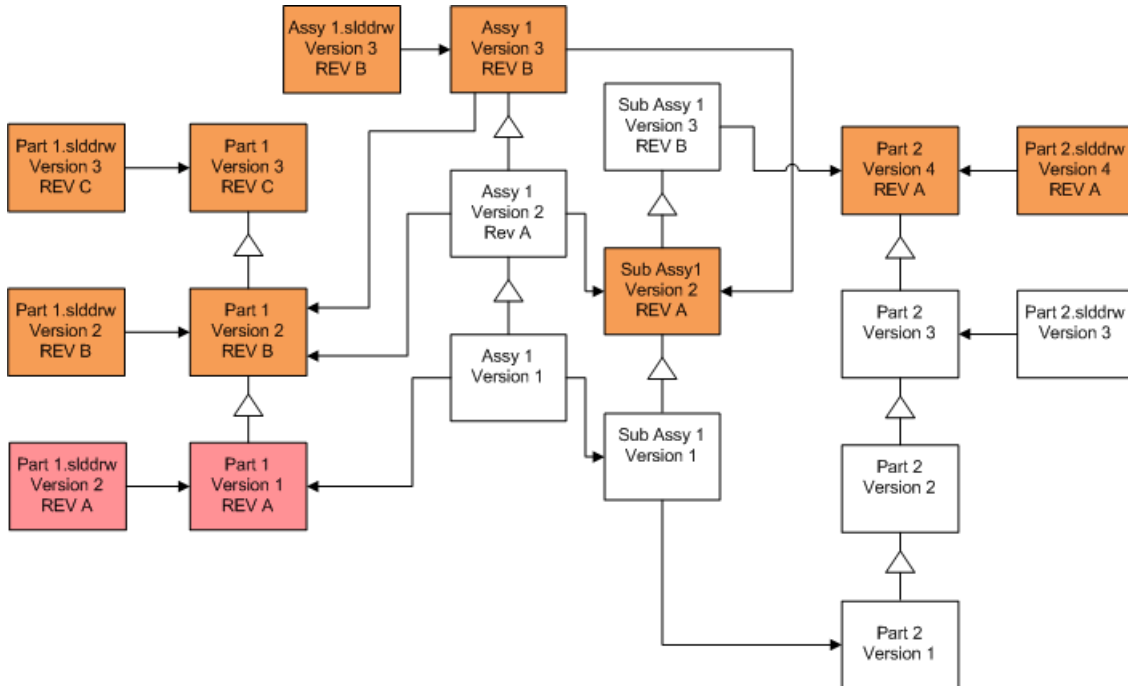 Assy 1.slddrw
Version 3
REV B
Assy 1
Version 3
REV B
Sub Assy 1
Version 3
REV B
Part 1.slddrw
Version 3
REV C
Part 1
Version 3
REV C
Part 2
Version 4
REV A
Part 2.slddrw
Version 4
REV A
Assy 1
Version 2
Rev A
Sub Assy1
Version 2
REV A
Part 1.slddrw
Version 2
REV B
Part 1
Version 2
REV B
Part 2
Version 3
Part 2.slddrw
Version 3
Assy 1
Version 1
Sub Assy 1
Version 1
Part 1.slddrw
Version 2
REV A
Part 1
Version 1
REV A
Part 2
Version 2
Part 2
Version 1